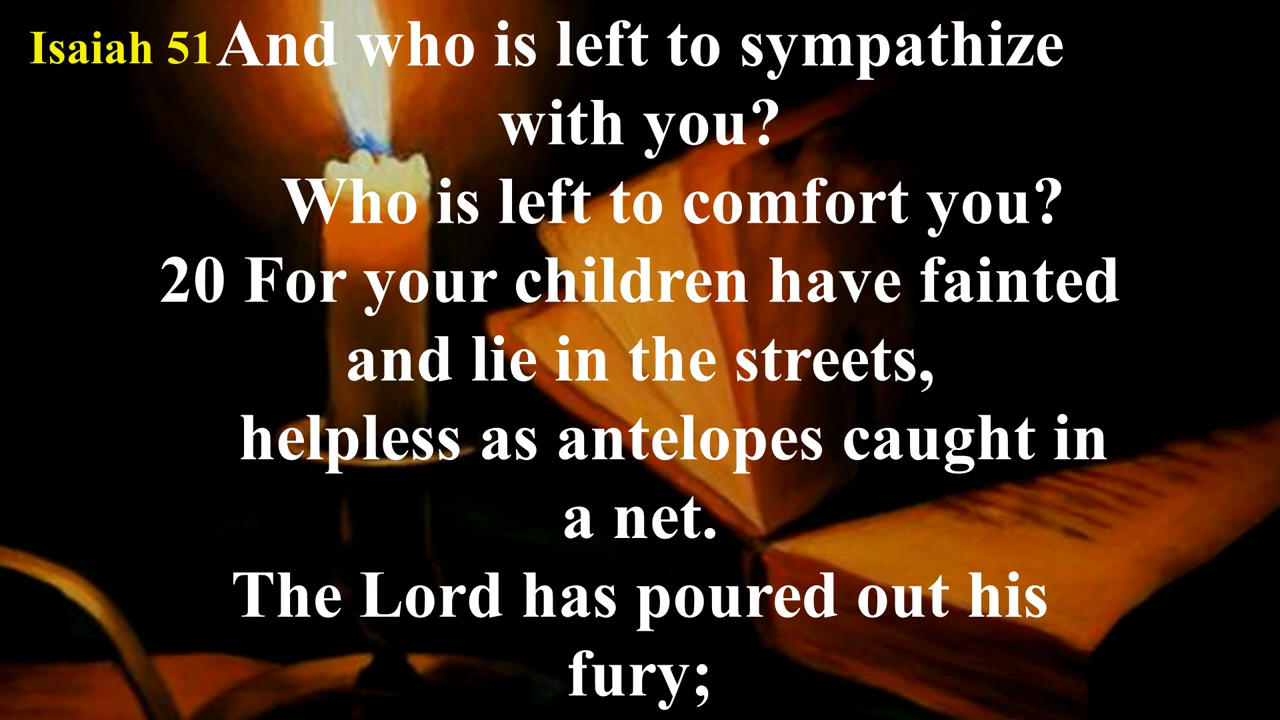 Isaiah 51
And who is left to sympathize
with you?
Who is left to comfort you?
20 For your children have fainted
and lie in the streets,
helpless as antelopes caught in
a net.
The Lord has poured out his
fury;